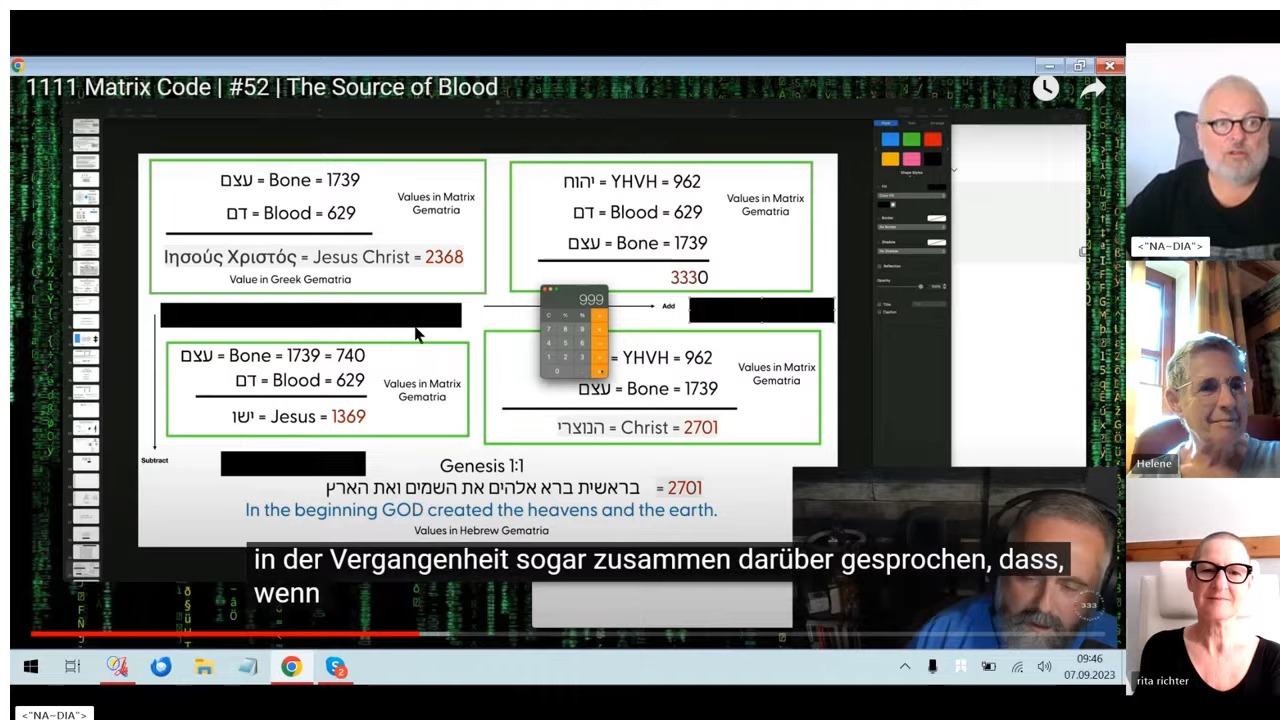 1111 Matrix Code | #52 | The Source of Blood
עצם = Bone = 1739
דם = Blood = 629
Values in Matrix
Gematria
Ιησούς Χριστός = Jesus Christ = 2368
Value in Greek Gematria
יהוח = YHVH = 962
דם = Blood = 629
עצם = Bone = 1739
3330
Values in Matrix
Gematria
Add
999
עצם = Bone = 1739 = 740
דם = Blood = 629
ישו = Jesus = 1369
Values in Matrix
Gematria
= YHVH = 962
עצם = Bone = 1739
הנוצרי = Christ = 2701
Values in Matrix
Gematria
Subtract
Genesis 1:1
בראשית ברא אלהים את השמים ואת הארץ = 2701
In the beginning GOD created the heavens and the earth.
Values in Hebrew Gematria
in der Vergangenheit sogar zusammen darüber gesprochen, dass,
wenn
333
09:46
07.09.2023
<"NA~DIA">
Helene
rita richter
<"NA~DIA">